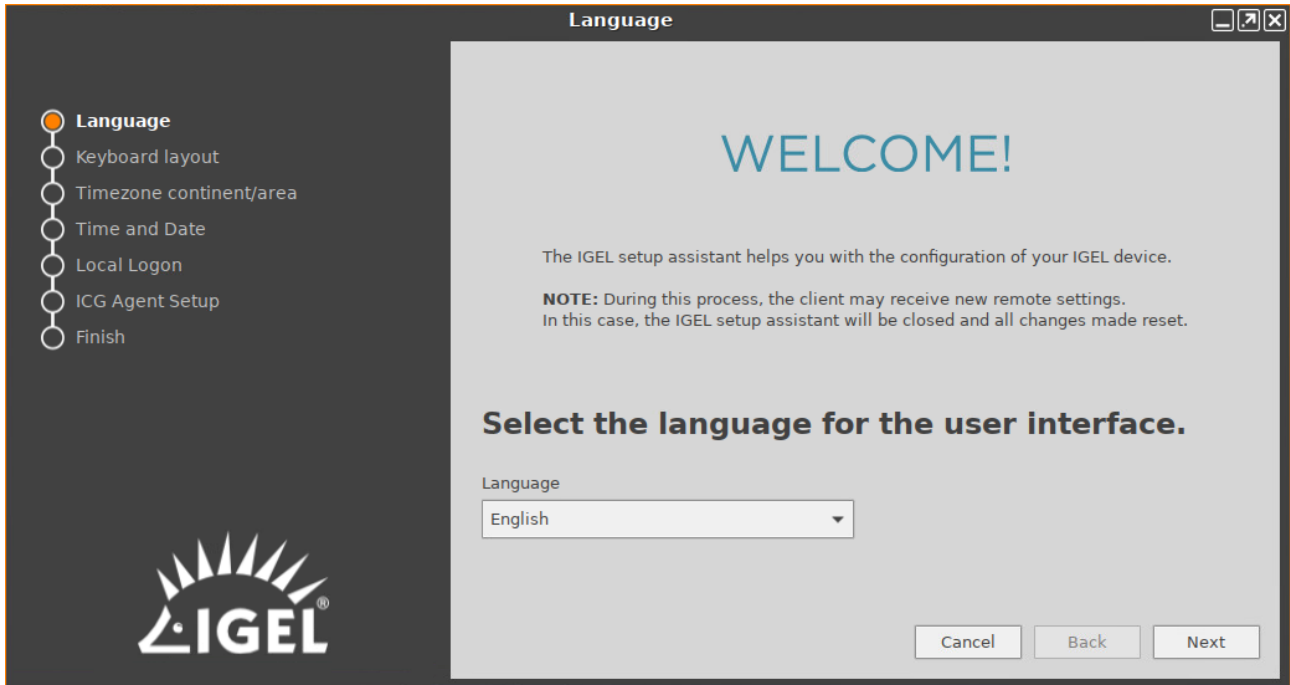 Language
Language
Keyboard layout
Timezone continent/area
Time and Date
Local Logon
ICG Agent Setup
Finish
IGEL®
WELCOME!
The IGEL setup assistant helps you with the configuration of your IGEL device.
NOTE: During this process, the client may receive new remote settings.
In this case, the IGEL setup assistant will be closed and all changes made reset.
Select the language for the user interface.
Language
English
Cancel Back Next